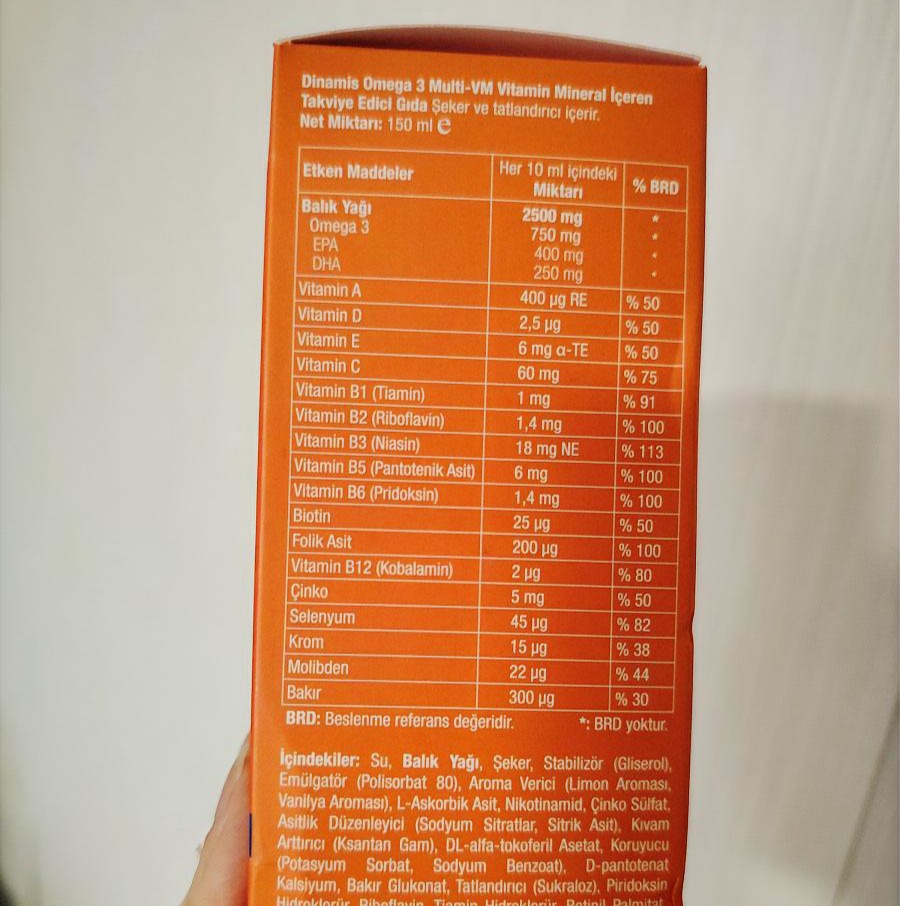 Dinamis Omega 3 Multi-VM Vitamin Mineral İçeren
Takviye Edici Gıda Şeker ve tatlandırıcı içerir.
Net Miktarı: 150 ml e
Etken Maddeler Her 10 ml içindeki Miktarı % BRD
Balık Yağı 2500 mg *
Omega 3 750 mg *
EPA 400 mg *
DHA 250 mg *
Vitamin A 400 µg RE % 50
Vitamin D 2,5 µg % 50
Vitamin E 6 mg α-TE % 50
Vitamin C 60 mg % 75
Vitamin B1 (Tiamin) 1 mg % 91
Vitamin B2 (Riboflavin) 1,4 mg % 100
Vitamin B3 (Niasin) 18 mg NE % 113
Vitamin B5 (Pantotenik Asit) 6 mg % 100
Vitamin B6 (Pridoksin) 1,4 mg % 100
Biotin 25 µg % 50
Folik Asit 200 µg % 100
Vitamin B12 (Kobalamin) 2 µg % 80
Çinko 5 mg % 50
Selenyum 45 µg % 82
Krom 15 µg % 38
Molibden 22 µg % 44
Bakır 300 µg % 30
BRD: Beslenme referans değeridir. *: BRD yoktur.
İçindekiler: Su, Balık Yağı, Şeker, Stabilizör (Gliserol),
Emülgatör (Polisorbat 80), Aroma Verici (Limon Aroması,
Vanilya Aroması), L-Askorbik Asit, Nikotinamid, Çinko Sülfat,
Asitlik Düzenleyici (Sodyum Sitratlar, Sitrik Asit), Kıvam
Arttırıcı (Ksantan Gam), DL-alfa-tokoferil Asetat, Koruyucu
(Potasyum Sorbat, Sodyum Benzoat), D-pantotenat
Kalsiyum, Bakır Glukonat, Tatlandırıcı (Sukraloz), Piridoksin
Hidroklorür, Riboflavin, Tiamin Hidroklorür, Retinil Palmitat,